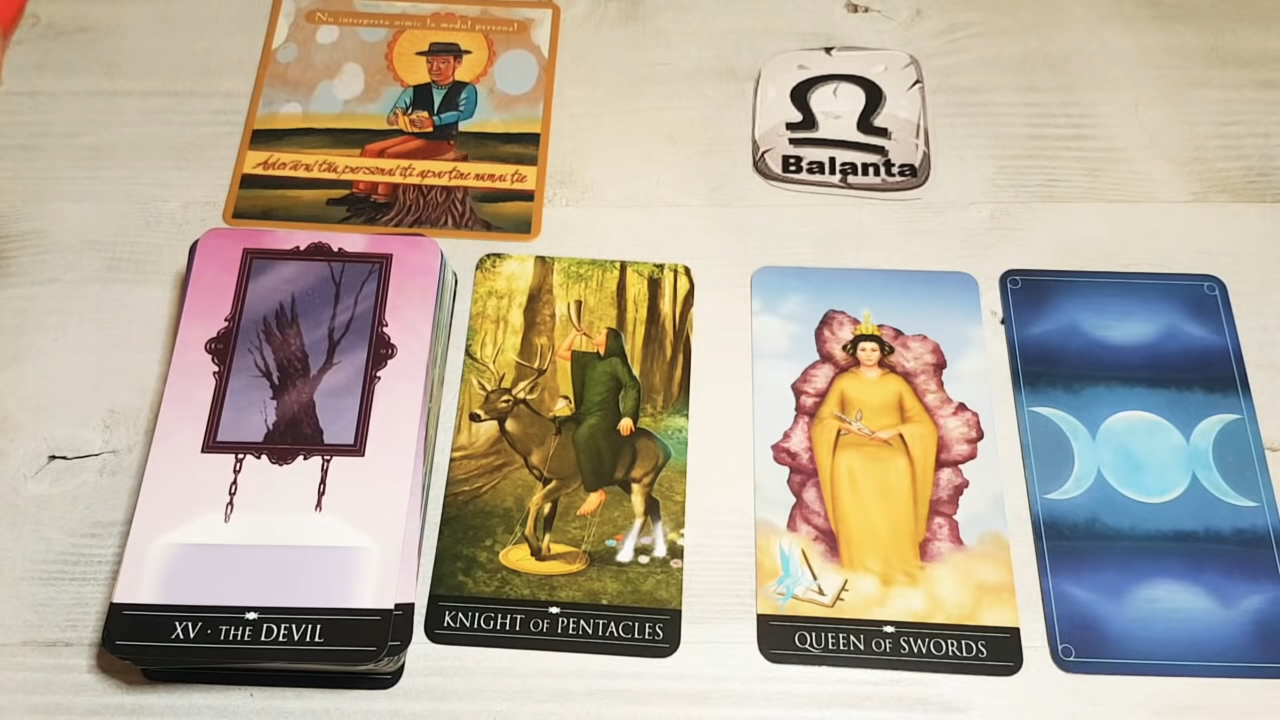 Nu interpreta nimic la modul personal
Adevărul tău personal îți aparține numai ție
Balanta
XV · THE DEVIL
KNIGHT OF PENTACLES
QUEEN OF SWORDS